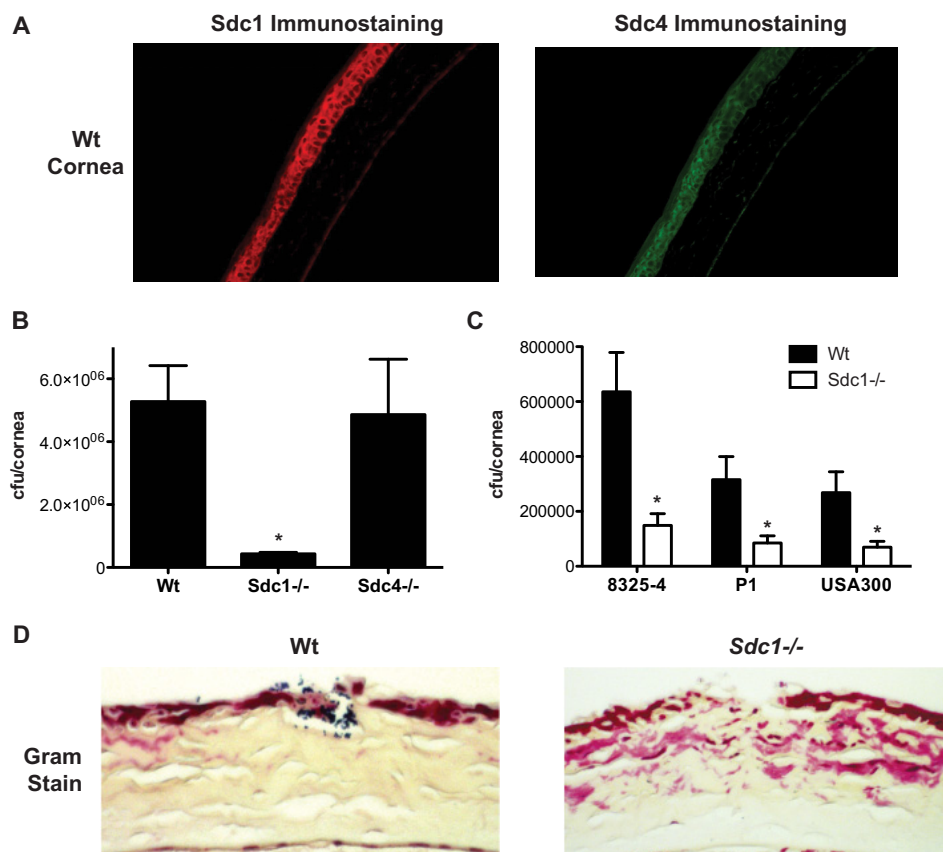 A
Sdc1 Immunostaining
Sdc4 Immunostaining
Wt
Cornea
B
cfu/cornea
6.0×10⁰⁶
4.0×10⁰⁶
2.0×10⁰⁶
0
*
Wt
Sdc1-/-
Sdc4-/-
C
cfu/cornea
800000
600000
400000
200000
0
Wt
Sdc1-/-
*
*
*
8325-4
P1
USA300
D
Wt
Sdc1-/-
Gram
Stain